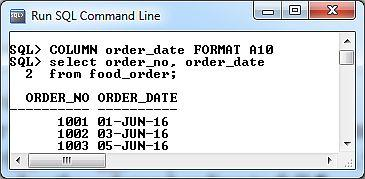 Run SQL Command Line
SQL> COLUMN order_date FORMAT A10
SQL> select order_no, order_date
  2  from food_order;

  ORDER_NO ORDER_DATE
---------- ----------
      1001 01-JUN-16
      1002 03-JUN-16
      1003 05-JUN-16